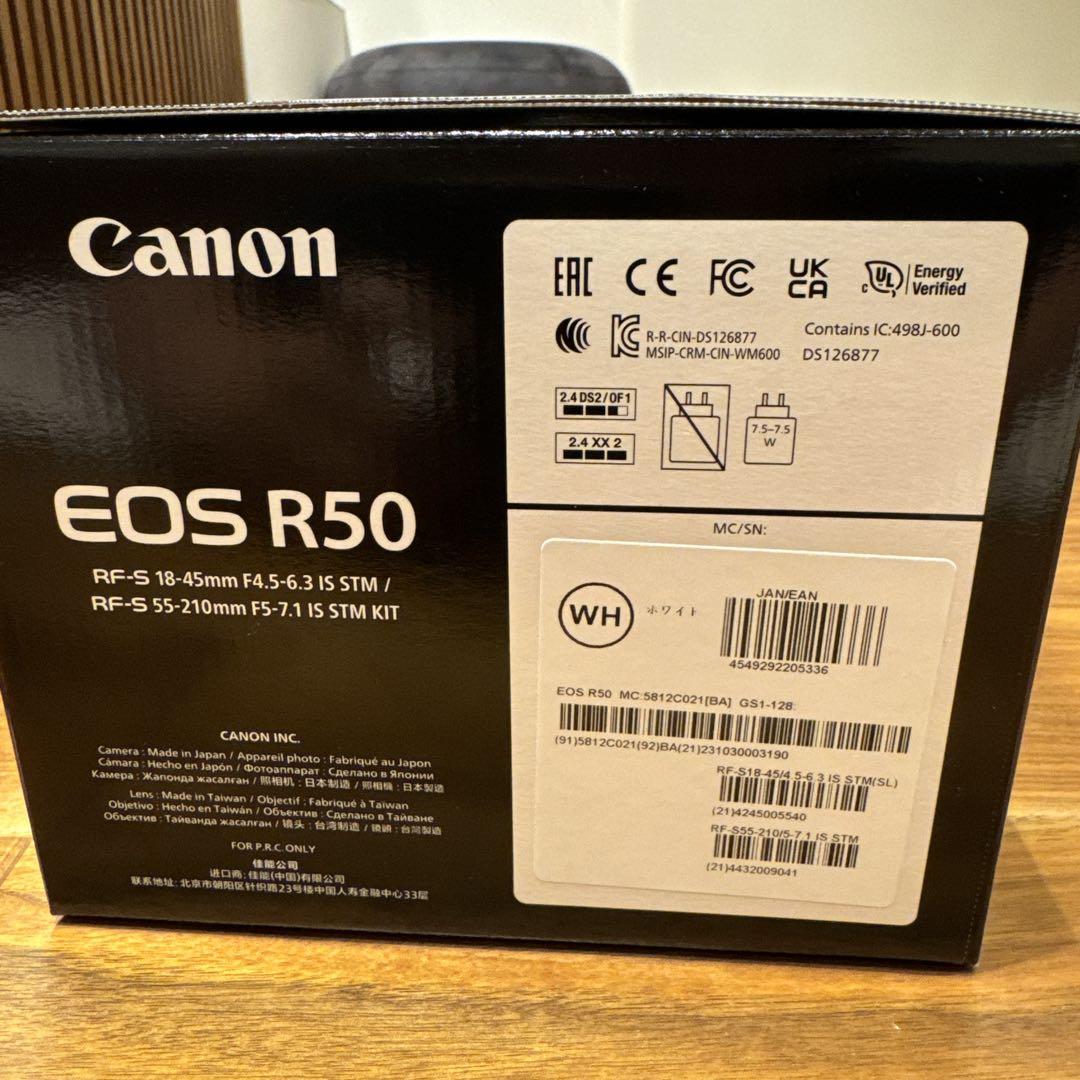 Canon
EOS R50
RF-S 18-45mm F4.5-6.3 IS STM /
RF-S 55-210mm F5-7.1 IS STM KIT
CANON INC.
Camera : Made in Japan / Appareil photo : Fabriqué au Japon
Cámara : Hecho en Japón / Фотоаппарат : Сделано в Японии
Камера : Жапонда жасалған / 照相机 : 日本制造 / 照相機 : 日本製造
Lens : Made in Taiwan / Objectif : Fabriqué à Taïwan
Objetivo : Hecho en Taiwán / Объектив : Сделано в Тайване
Объектив : Тайванда жасалған / 镜头 : 台湾制造 / 鏡頭 : 台灣製造
FOR P.R.C. ONLY
佳能公司
进口商: 佳能(中国)有限公司
联系地址: 北京市朝阳区针织路23号楼中国人寿金融中心33层
EAC CE FC UK CA c UL Energy Verified
R-R-CIN-DS126877
MSIP-CRM-CIN-WM600
Contains IC:498J-600
DS126877
2.4 DS2/OF1
2.4 XX 2
7.5–7.5
W
MC/SN:
WH ホワイト
JAN/EAN
4549292205336
EOS R50 MC:5812C021[BA] GS1-128:
(91)5812C021(92)BA(21)231030003190
RF-S18-45/4.5-6.3 IS STM(SL)
(21)4245005540
RF-S55-210/5-7.1 IS STM
(21)4432009041